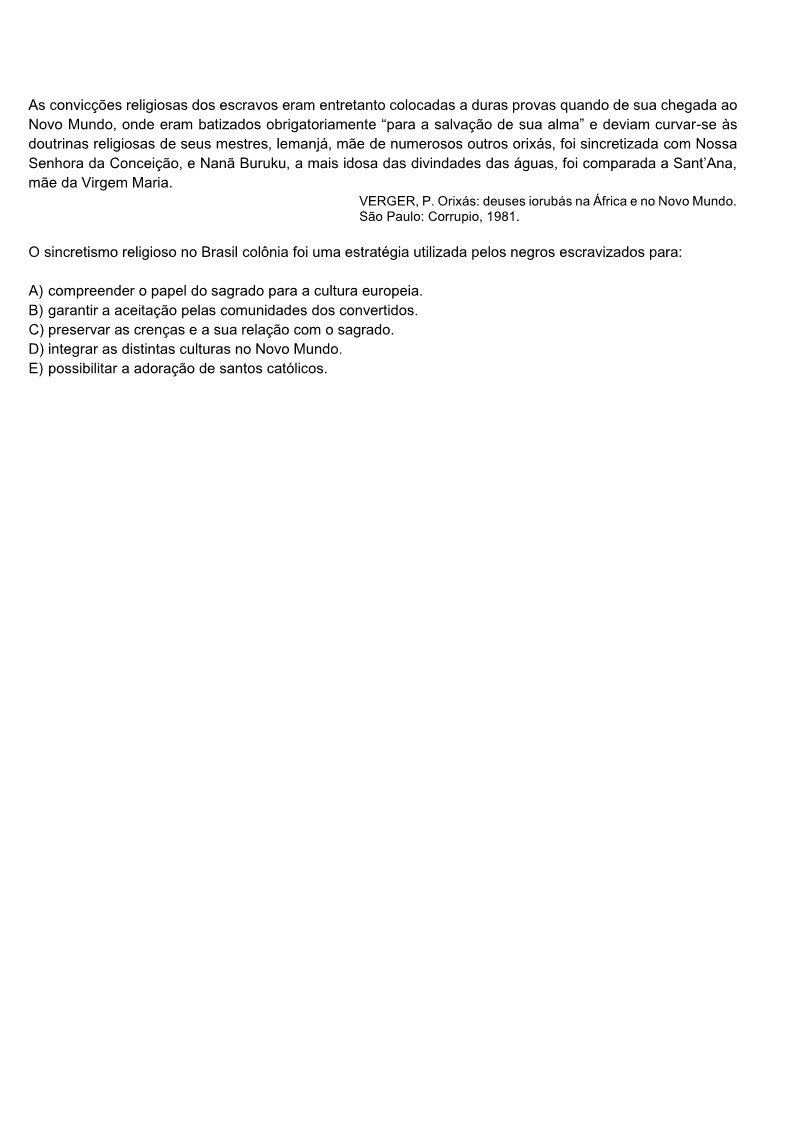 As convicções religiosas dos escravos eram entretanto colocadas a duras provas quando de sua chegada ao
Novo Mundo, onde eram batizados obrigatoriamente “para a salvação de sua alma” e deviam curvar-se às
doutrinas religiosas de seus mestres, Iemanjá, mãe de numerosos outros orixás, foi sincretizada com Nossa
Senhora da Conceição, e Nanã Buruku, a mais idosa das divindades das águas, foi comparada a Sant’Ana,
mãe da Virgem Maria.
VERGER, P. Orixás: deuses iorubás na África e no Novo Mundo.
São Paulo: Corrupio, 1981.
O sincretismo religioso no Brasil colônia foi uma estratégia utilizada pelos negros escravizados para:
A) compreender o papel do sagrado para a cultura europeia.
B) garantir a aceitação pelas comunidades dos convertidos.
C) preservar as crenças e a sua relação com o sagrado.
D) integrar as distintas culturas no Novo Mundo.
E) possibilitar a adoração de santos católicos.